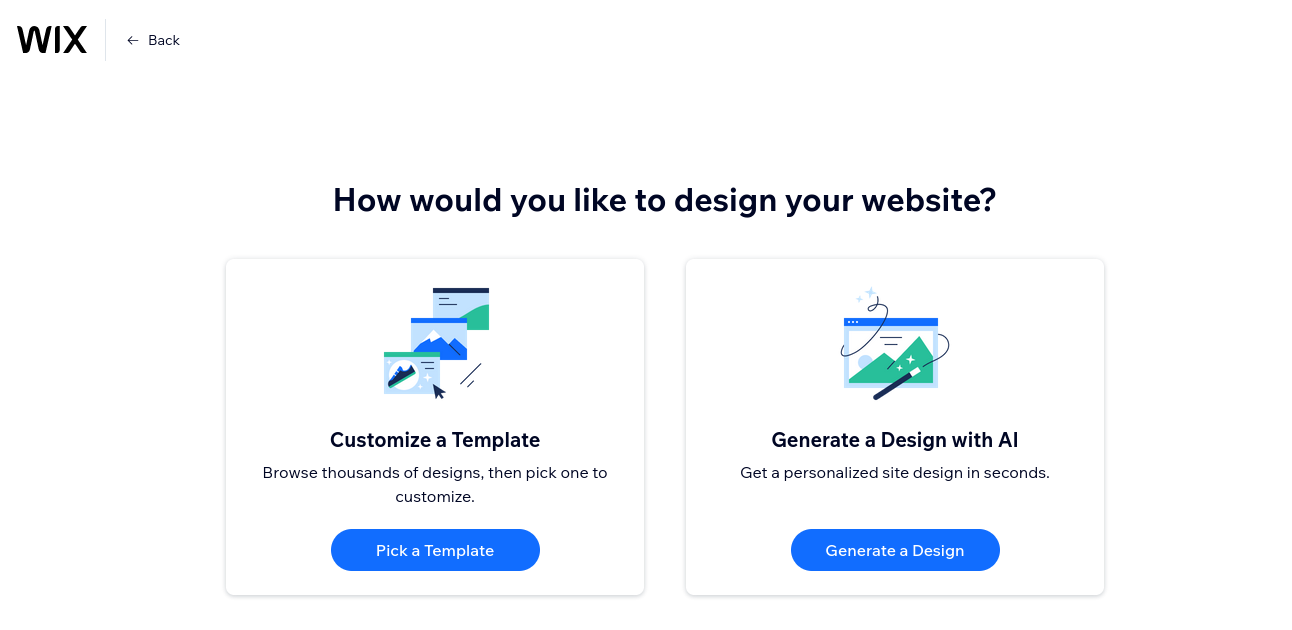 WIX
Back
How would you like to design your website?
Customize a Template
Browse thousands of designs, then pick one to
customize.
Pick a Template
Generate a Design with AI
Get a personalized site design in seconds.
Generate a Design